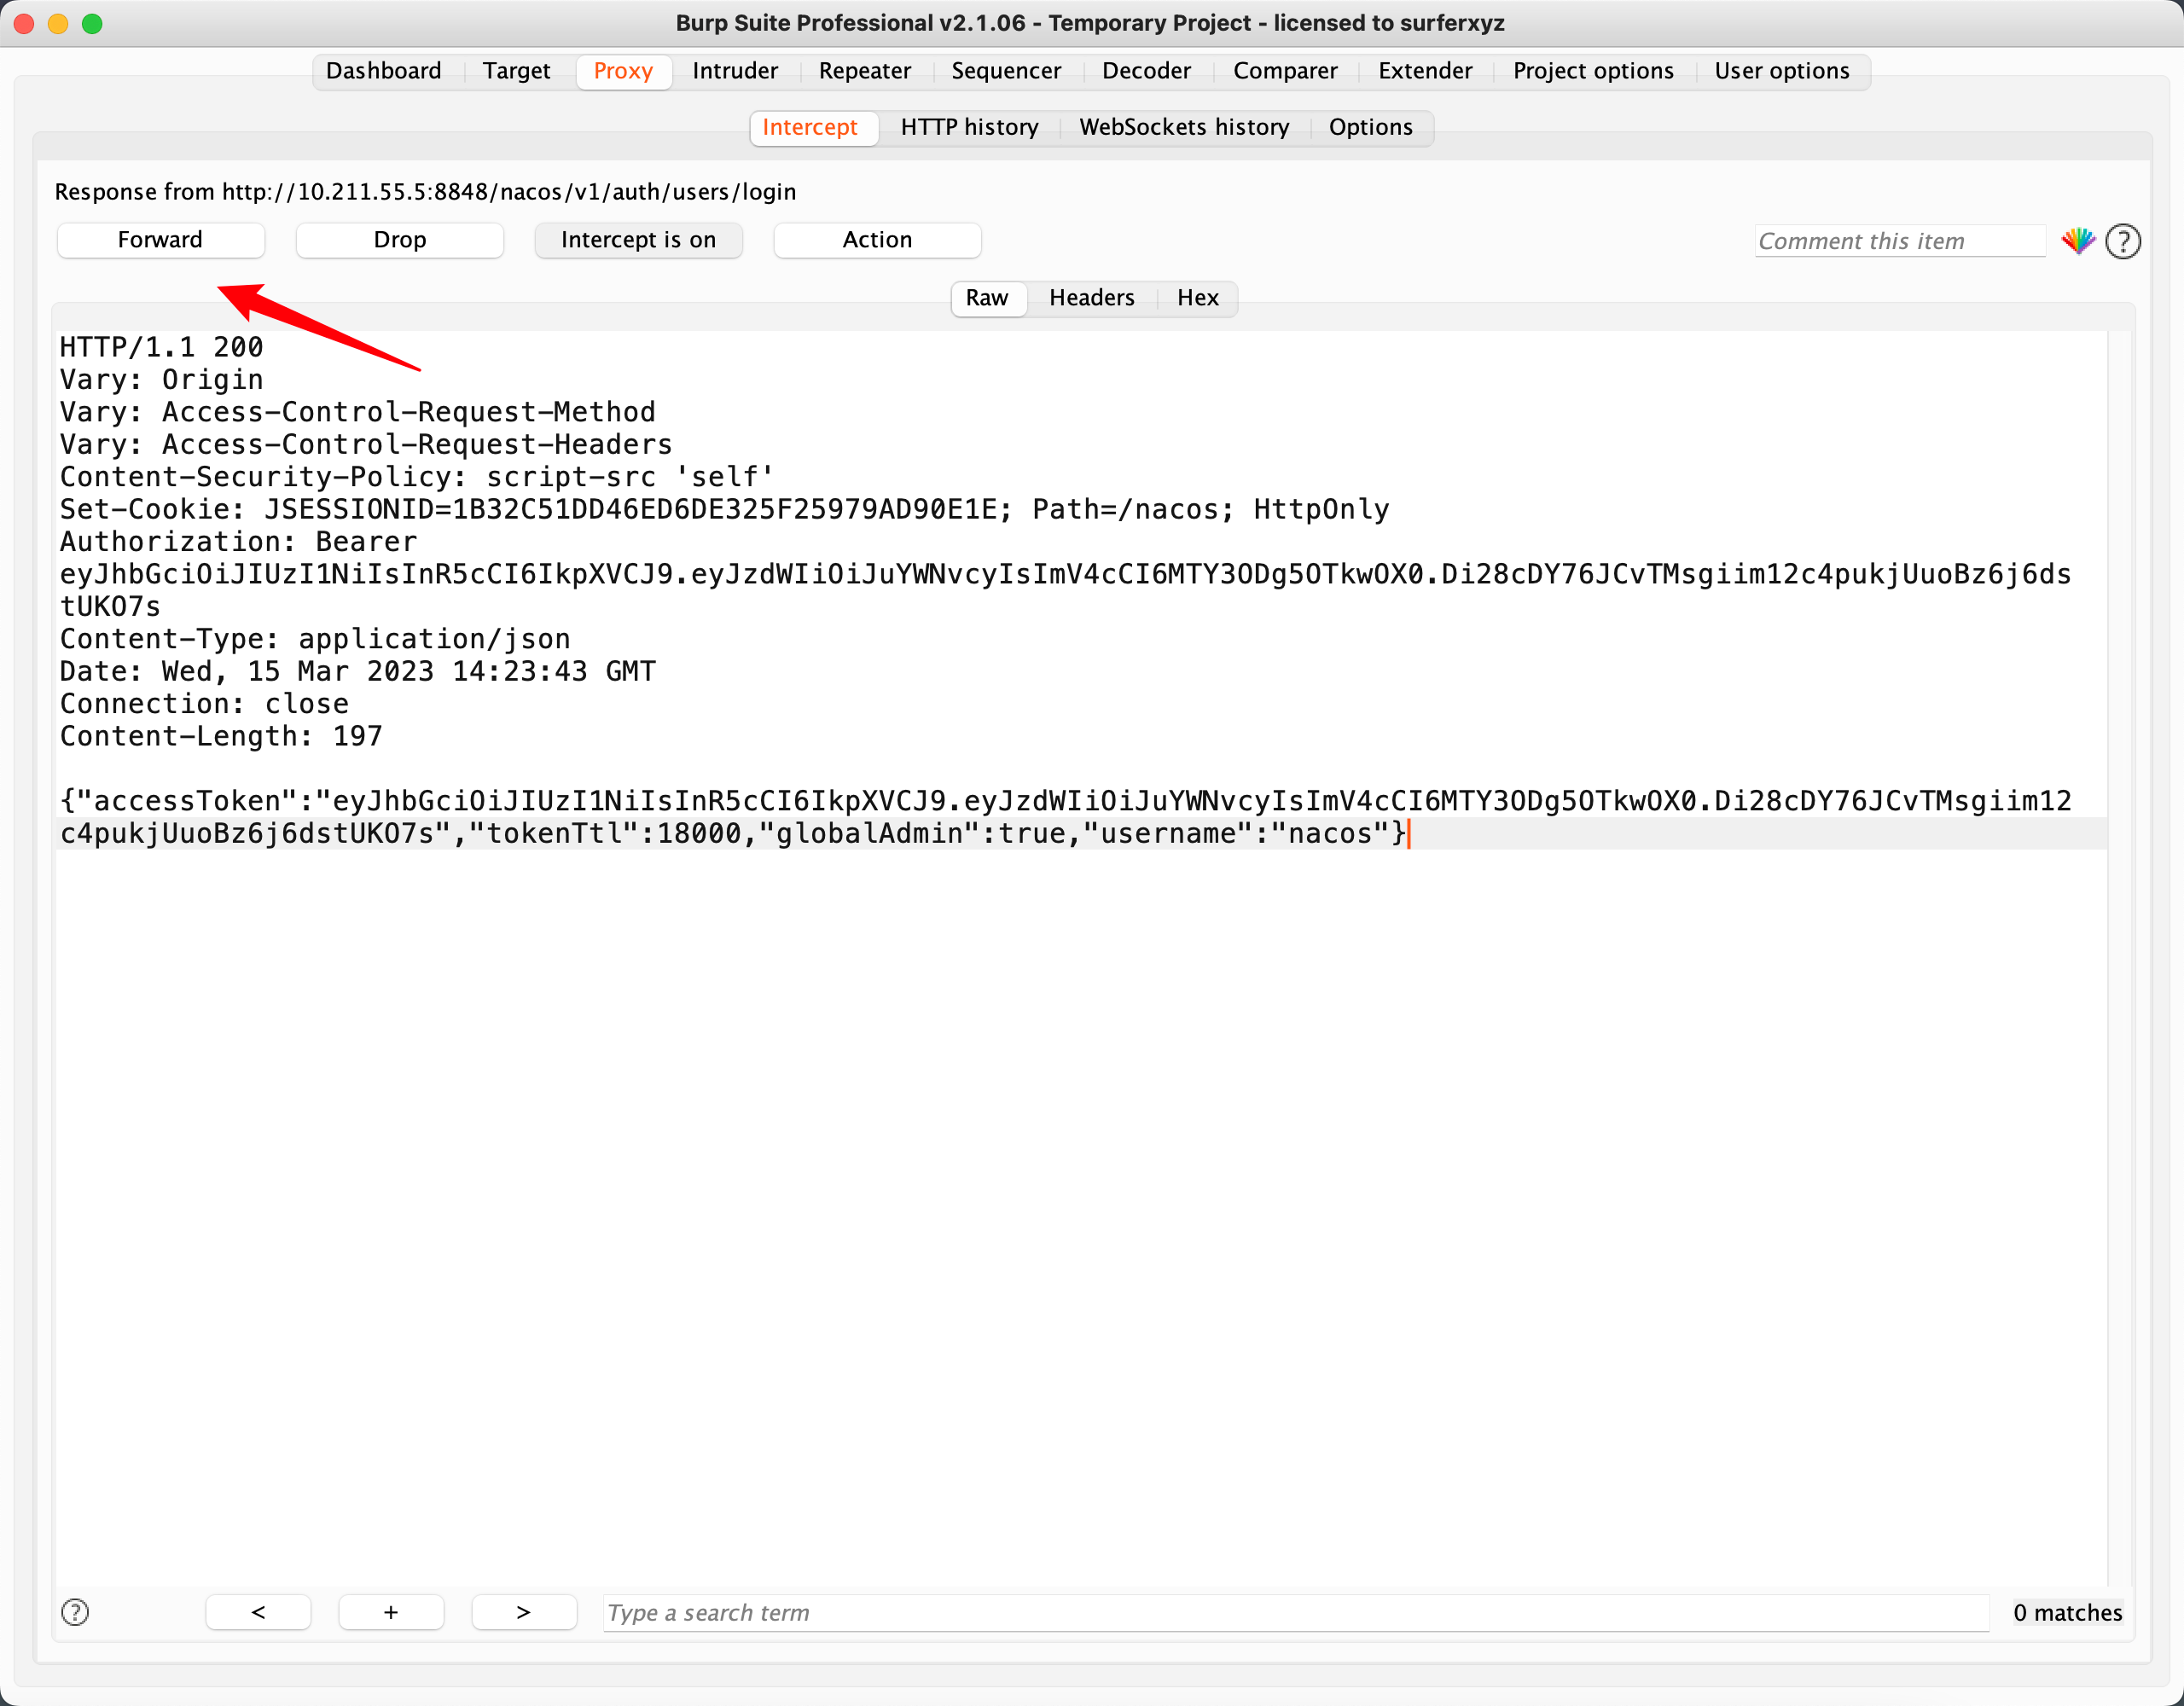 Burp Suite Professional v2.1.06 - Temporary Project - licensed to surferxyz
Dashboard Target Proxy Intruder Repeater Sequencer Decoder Comparer Extender Project options User options
Intercept HTTP history WebSockets history Options
Response from http://10.211.55.5:8848/nacos/v1/auth/users/login
Forward Drop Intercept is on Action Comment this item ?
Raw Headers Hex
HTTP/1.1 200
Vary: Origin
Vary: Access-Control-Request-Method
Vary: Access-Control-Request-Headers
Content-Security-Policy: script-src 'self'
Set-Cookie: JSESSIONID=1B32C51DD46ED6DE325F25979AD90E1E; Path=/nacos; HttpOnly
Authorization: Bearer
eyJhbGciOiJIUzI1NiIsInR5cCI6IkpXVCJ9.eyJzdWIiOiJuYWNvcyIsImV4cCI6MTY3ODg5OTkwOX0.Di28cDY76JCvTMsgiim12c4pukjUuoBz6j6ds
tUKO7s
Content-Type: application/json
Date: Wed, 15 Mar 2023 14:23:43 GMT
Connection: close
Content-Length: 197
{"accessToken":"eyJhbGciOiJIUzI1NiIsInR5cCI6IkpXVCJ9.eyJzdWIiOiJuYWNvcyIsImV4cCI6MTY3ODg5OTkwOX0.Di28cDY76JCvTMsgiim12
c4pukjUuoBz6j6dstUKO7s","tokenTtl":18000,"globalAdmin":true,"username":"nacos"}
? < + > Type a search term 0 matches